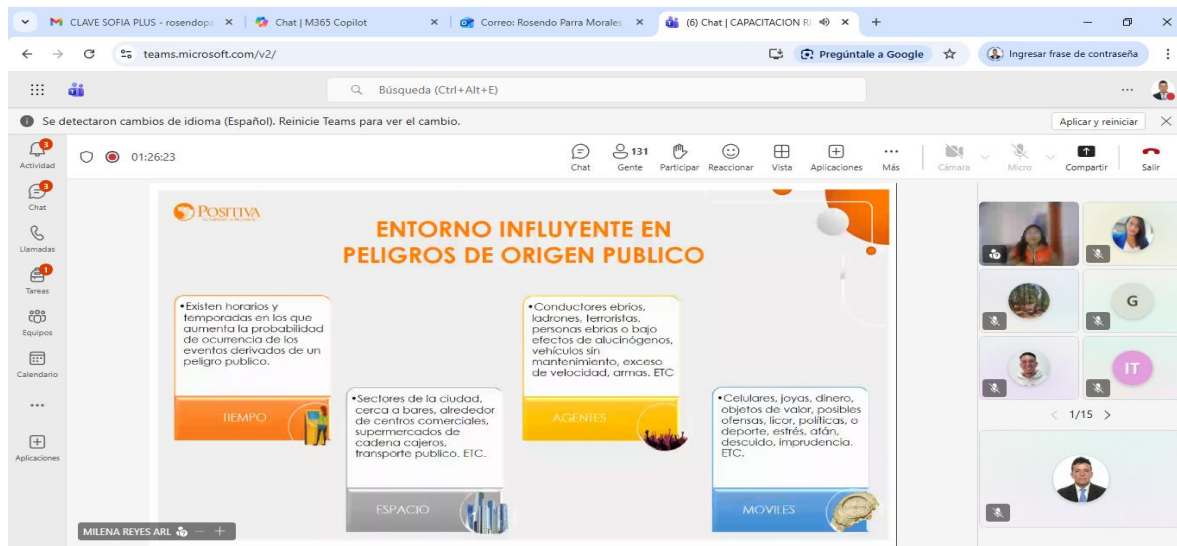 CLAVE SOFIA PLUS - rosendopa
Chat | M365 Copilot
Correo: Rosendo Parra Morales
(6) Chat | CAPACITACION RI
teams.microsoft.com/v2/
Pregúntale a Google
Ingresar frase de contraseña
Búsqueda (Ctrl+Alt+E)
Se detectaron cambios de idioma (Español). Reinicie Teams para ver el cambio.
Aplicar y reiniciar
01:26:23
131
Chat
Gente
Participar
Reaccionar
Vista
Aplicaciones
Más
Cámara
Micro
Compartir
Salir
3
Actividad
3
Chat
Llamadas
1
Tareas
Equipos
Calendario
Aplicaciones
POSITIVA
ENTORNO INFLUYENTE EN
PELIGROS DE ORIGEN PUBLICO
•Existen horarios y
temporadas en los que
aumenta la probabilidad
de ocurrencia de los
eventos derivados de un
peligro publico.
TIEMPO
•Sectores de la ciudad,
cerca a bares, alrededor
de centros comerciales,
supermercados de
cadena cajeros,
transporte publico. ETC.
ESPACIO
•Conductores ebrios,
ladrones, terroristas,
personas ebrias o bajo
efectos de alucinógenos,
vehículos sin
mantenimiento, exceso
de velocidad, armas. ETC
AGENTES
•Celulares, joyas, dinero,
objetos de valor, posibles
ofensas, licor, políticas, o
deporte, estrés, afán,
descuido, imprudencia.
ETC.
MOVILES
MILENA REYES ARL
G
IT
1/15